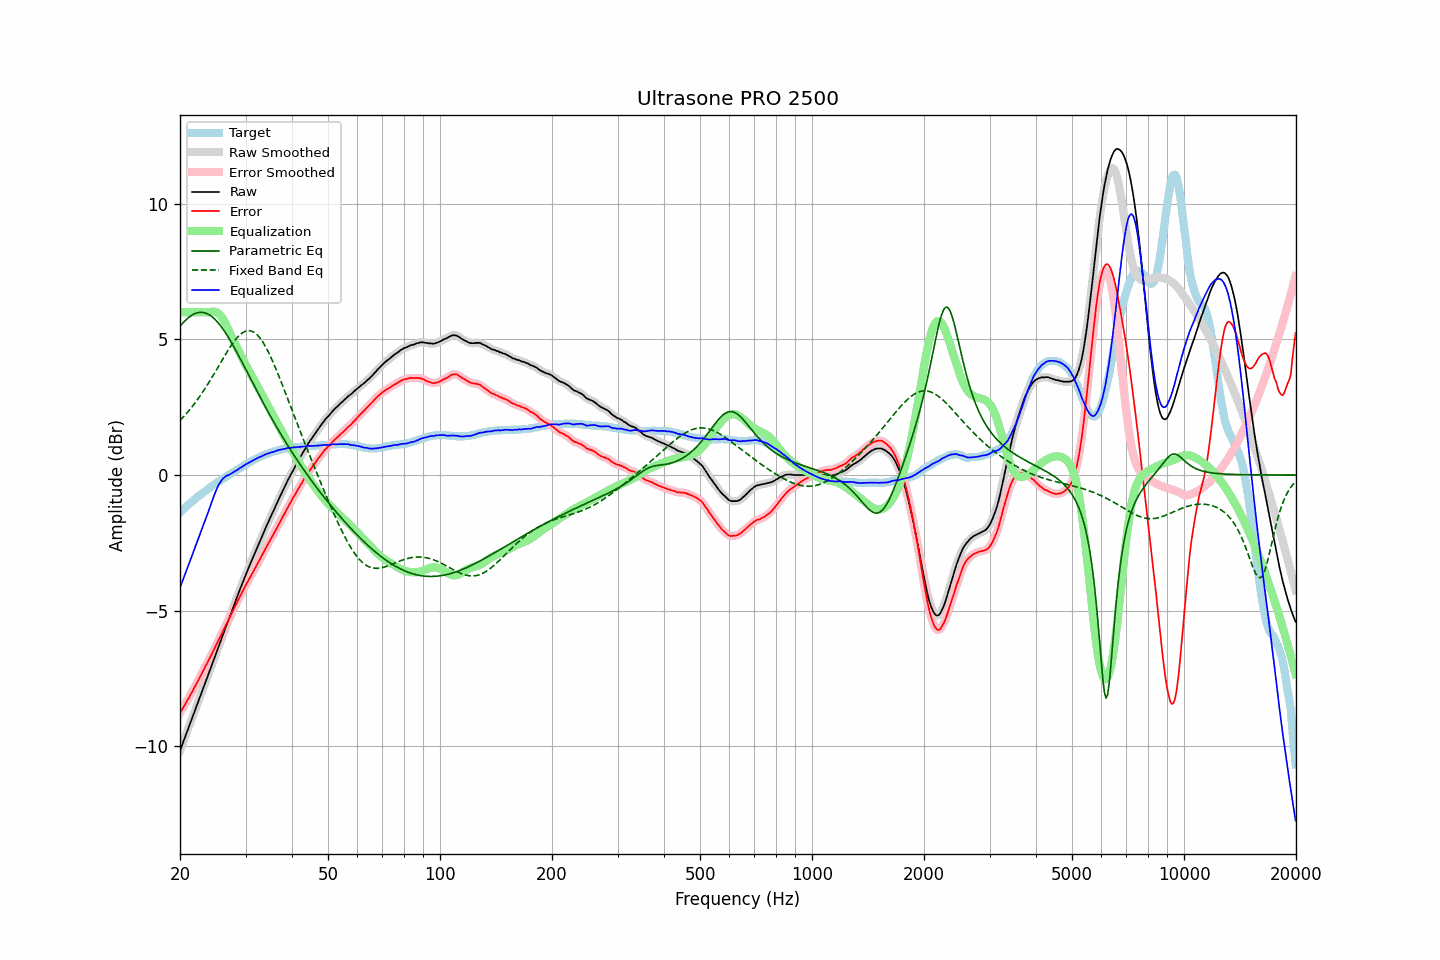 Ultrasone PRO 2500
Target
Raw Smoothed
Error Smoothed
Raw
Error
Equalization
Parametric Eq
Fixed Band Eq
Equalized
Amplitude (dBr)
10
5
0
−5
−10
20
50
100
200
500
1000
2000
5000
10000
20000
Frequency (Hz)